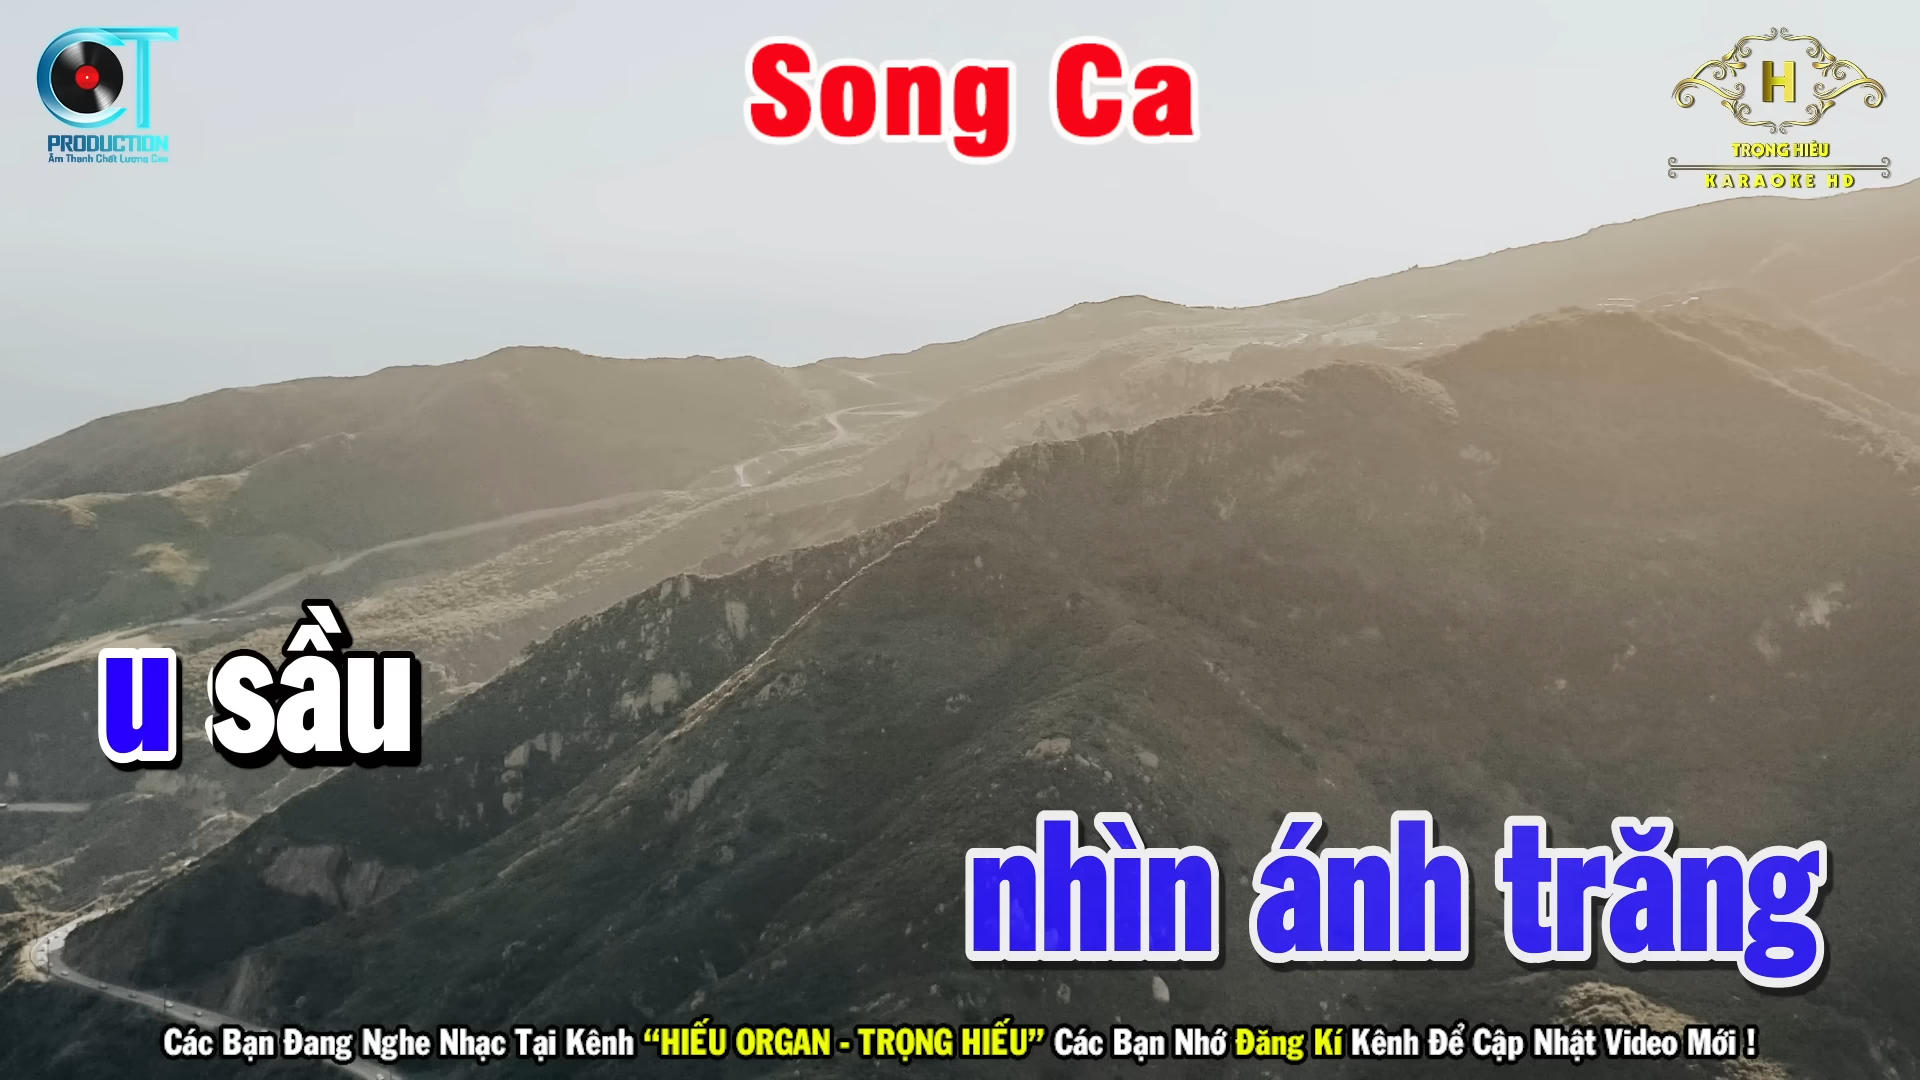 Song Ca
CT
PRODUCTION
Âm Thanh Chất Lượng Cao
H
TRỌNG HIẾU
KARAOKE HD
u sầu
nhìn ánh trăng
Các Bạn Đang Nghe Nhạc Tại Kênh “HIẾU ORGAN - TRỌNG HIẾU” Các Bạn Nhớ Đăng Kí Kênh Để Cập Nhật Video Mới !